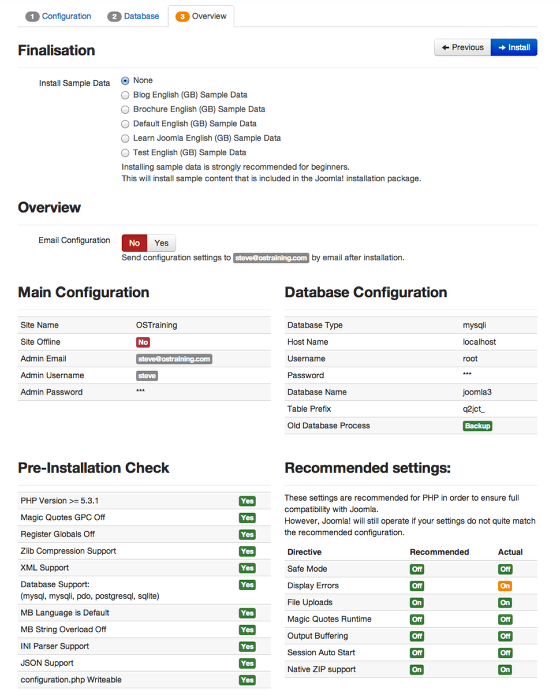 1 Configuration 2 Database 3 Overview
Finalisation
← Previous → Install
Install Sample Data
None
Blog English (GB) Sample Data
Brochure English (GB) Sample Data
Default English (GB) Sample Data
Learn Joomla English (GB) Sample Data
Test English (GB) Sample Data
Installing sample data is strongly recommended for beginners.
This will install sample content that is included in the Joomla! installation package.
Overview
Email Configuration No Yes
Send configuration settings to steve@ostraining.com by email after installation.
Main Configuration
Site Name OSTraining
Site Offline No
Admin Email steve@ostraining.com
Admin Username steve
Admin Password ***
Database Configuration
Database Type mysqli
Host Name localhost
Username root
Password ***
Database Name joomla3
Table Prefix q2jct_
Old Database Process Backup
Pre-Installation Check
PHP Version >= 5.3.1 Yes
Magic Quotes GPC Off Yes
Register Globals Off Yes
Zlib Compression Support Yes
XML Support Yes
Database Support: Yes
(mysql, mysqli, pdo, postgresql, sqlite)
MB Language is Default Yes
MB String Overload Off Yes
INI Parser Support Yes
JSON Support Yes
configuration.php Writeable Yes
Recommended settings:
These settings are recommended for PHP in order to ensure full
compatibility with Joomla.
However, Joomla! will still operate if your settings do not quite match
the recommended configuration.
Directive Recommended Actual
Safe Mode Off Off
Display Errors Off On
File Uploads On On
Magic Quotes Runtime Off Off
Output Buffering Off Off
Session Auto Start Off Off
Native ZIP support On On